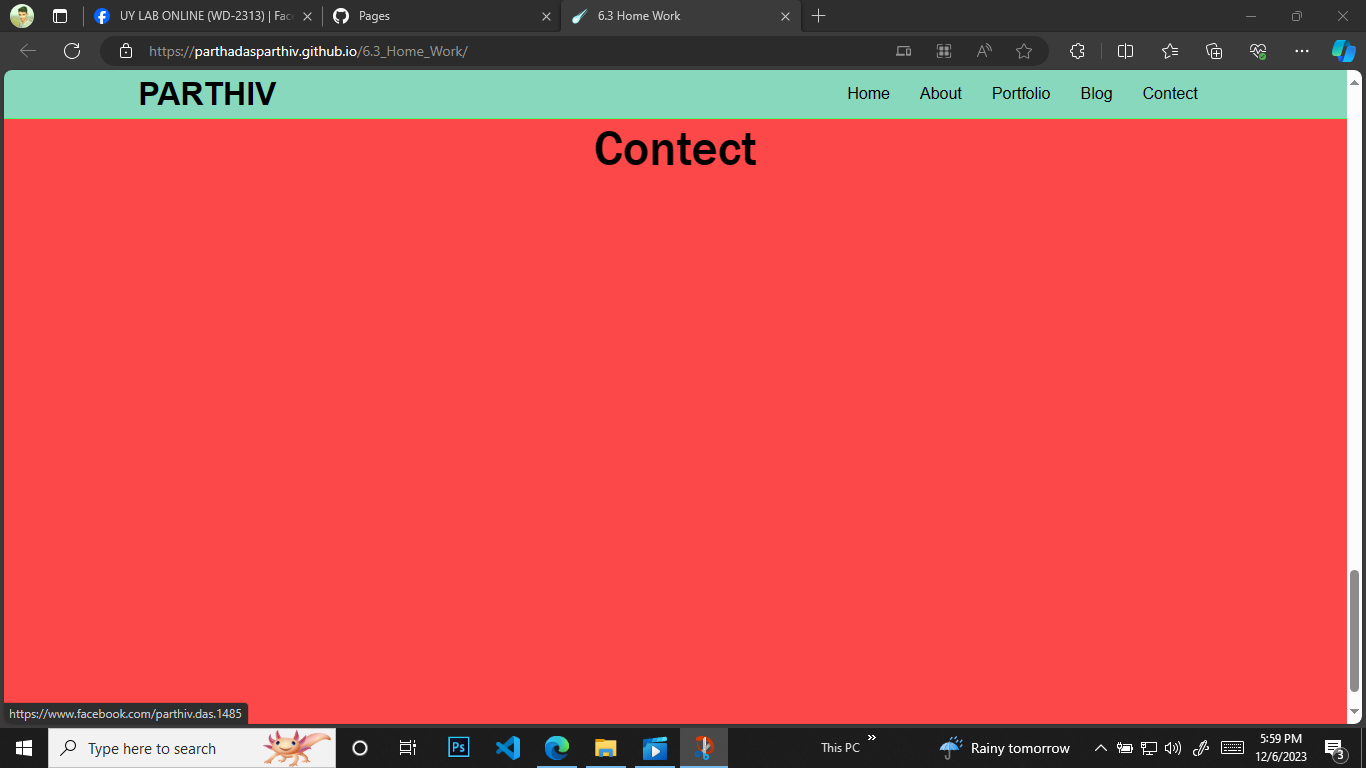 UY LAB ONLINE (WD-2313) | Fac
Pages
6.3 Home Work
https://parthadasparthiv.github.io/6.3_Home_Work/
PARTHIV
Home About Portfolio Blog Contect
Contect
https://www.facebook.com/parthiv.das.1485
Type here to search
Ps
This PC
Rainy tomorrow
5:59 PM
12/6/2023
3